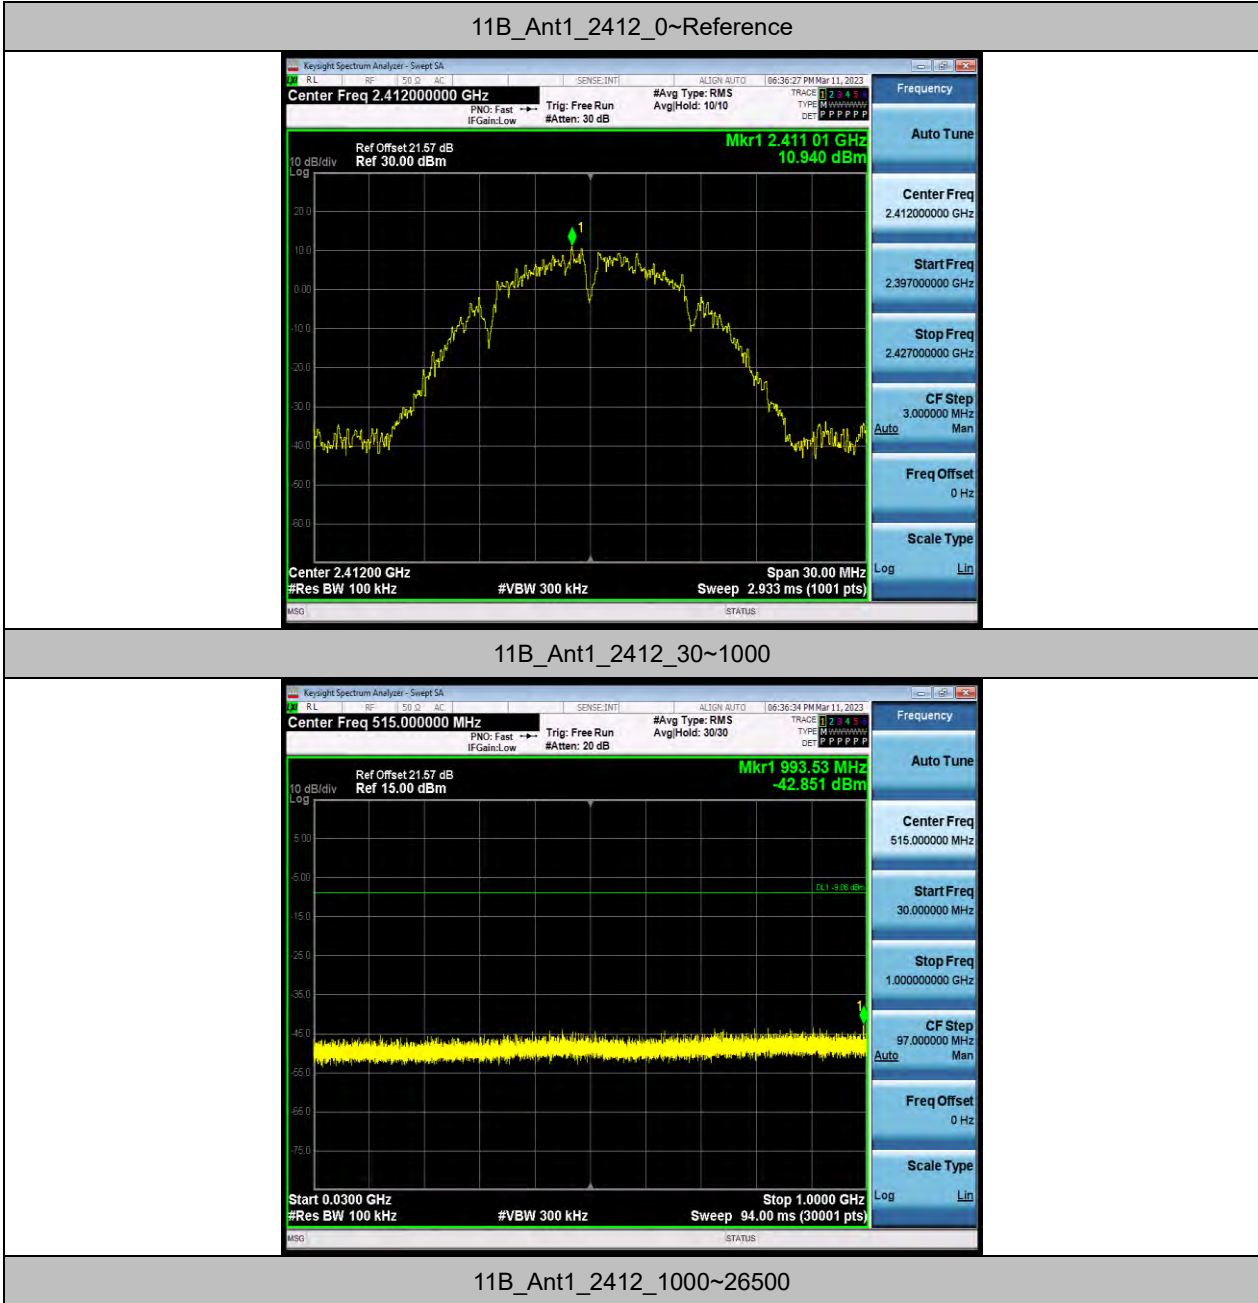 11B_Ant1_2412_0~Reference
Keysight Spectrum Analyzer - Swept SA
RL RF 50 Ω AC SENSE:INT ALIGN AUTO 06:36:27 PM Mar 11, 2023
Center Freq 2.412000000 GHz
PNO: Fast
IFGain:Low
Trig: Free Run
#Atten: 30 dB
#Avg Type: RMS
Avg|Hold: 10/10
TRACE 1 2 3 4 5 6
TYPE M WWWWW
DET P P P P P P
Frequency
Mkr1 2.411 01 GHz
10.940 dBm
Ref Offset 21.57 dB
10 dB/div Ref 30.00 dBm
Log
1
20.0
10.0
0.00
-10.0
-20.0
-30.0
-40.0
-50.0
-60.0
Center 2.41200 GHz Span 30.00 MHz
#Res BW 100 kHz #VBW 300 kHz Sweep 2.933 ms (1001 pts)
MSG STATUS
Auto Tune
Center Freq
2.412000000 GHz
Start Freq
2.397000000 GHz
Stop Freq
2.427000000 GHz
CF Step
3.000000 MHz
Auto Man
Freq Offset
0 Hz
Scale Type
Log Lin
11B_Ant1_2412_30~1000
Keysight Spectrum Analyzer - Swept SA
RL RF 50 Ω AC SENSE:INT ALIGN AUTO 06:36:34 PM Mar 11, 2023
Center Freq 515.000000 MHz
PNO: Fast
IFGain:Low
Trig: Free Run
#Atten: 20 dB
#Avg Type: RMS
Avg|Hold: 30/30
TRACE 1 2 3 4 5 6
TYPE M WWWWW
DET P P P P P P
Frequency
Mkr1 993.53 MHz
-42.851 dBm
Ref Offset 21.57 dB
10 dB/div Ref 15.00 dBm
Log
5.00
-5.00
DL1 -9.06 dBm
-15.0
-25.0
-35.0
1
-45.0
-55.0
-65.0
-75.0
Start 0.0300 GHz Stop 1.0000 GHz
#Res BW 100 kHz #VBW 300 kHz Sweep 94.00 ms (30001 pts)
MSG STATUS
Auto Tune
Center Freq
515.000000 MHz
Start Freq
30.000000 MHz
Stop Freq
1.000000000 GHz
CF Step
97.000000 MHz
Auto Man
Freq Offset
0 Hz
Scale Type
Log Lin
11B_Ant1_2412_1000~26500